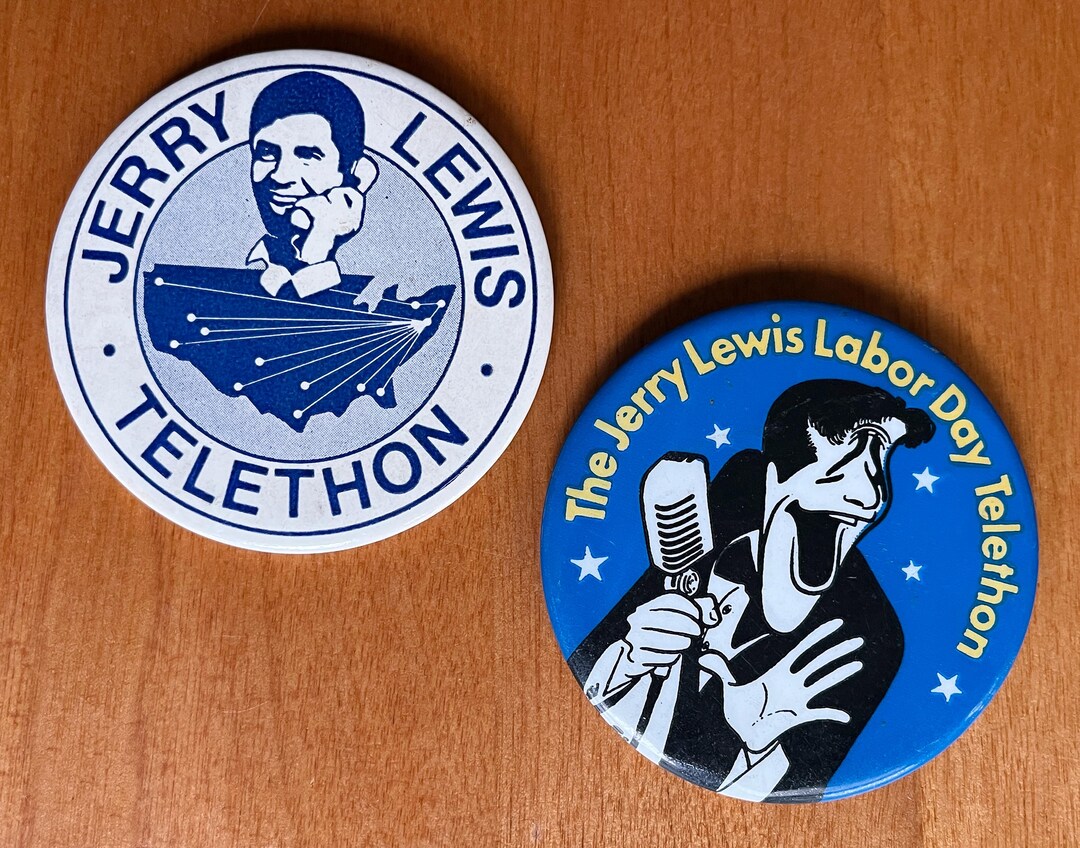 JERRY LEWIS
TELETHON
The Jerry Lewis Labor Day Telethon